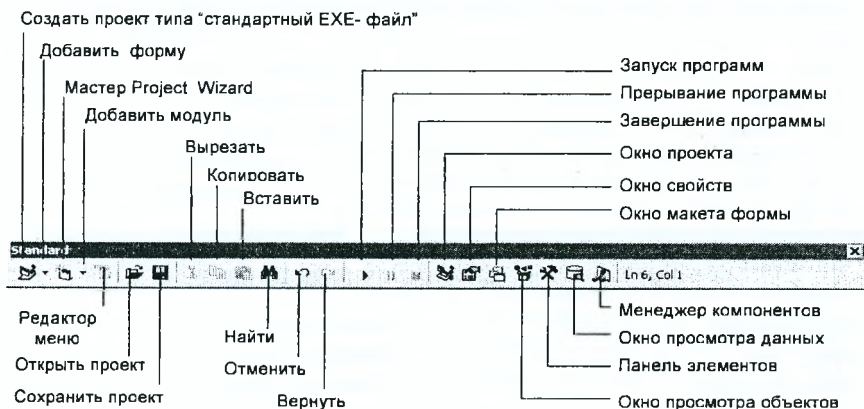 Создать проект типа “стандартный EXE- файл”
Добавить форму
Мастер Project Wizard
Добавить модуль
Вырезать
Копировать
Вставить
Запуск программ
Прерывание программы
Завершение программы
Окно проекта
Окно свойств
Окно макета формы
Standard
Ln 6, Col 1
Редактор
меню
Открыть проект
Сохранить проект
Найти
Отменить
Вернуть
Менеджер компонентов
Окно просмотра данных
Панель элементов
Окно просмотра объектов